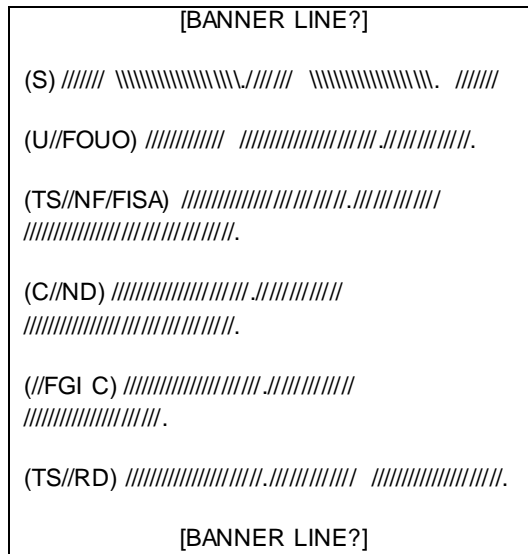 [BANNER LINE?]
(S) /////// \\\\\\\\\\\\\\\\\\\\./////// \\\\\\\\\\\\\\\\\\\. ///////
(U//FOUO) ///////////// ///////////////////////.//////////////.
(TS//NF/FISA) ///////////////////////////.//////////////
///////////////////////////////////.
(C//ND) ///////////////////////.//////////////
///////////////////////////////////.
(//FGI C) ///////////////////////.///////////////
///////////////////////.
(TS//RD) ///////////////////////./////////////// //////////////////////.
[BANNER LINE?]